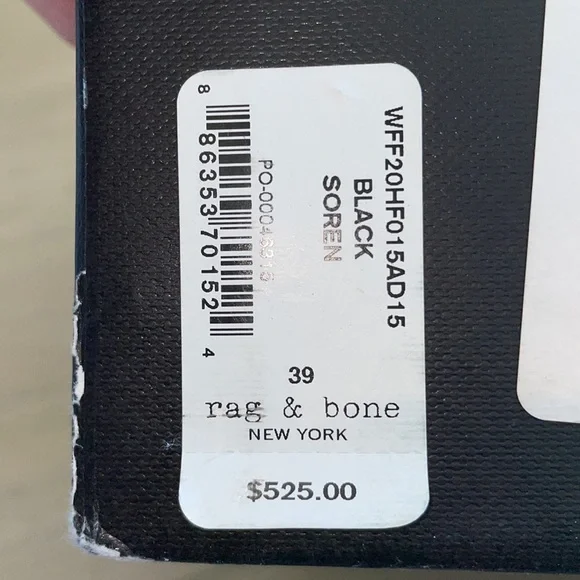 WFF20HF015AD15
BLACK
SOREN
8 86353 70152 4
39
rag & bone
NEW YORK
$525.00